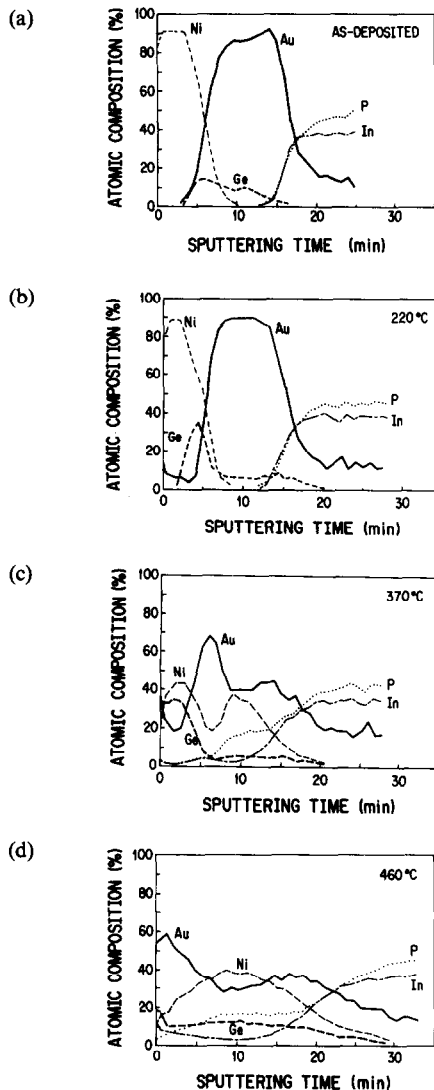 (a)
ATOMIC COMPOSITION (%)
80
60
40
20
0
Ni
Au
AS-DEPOSITED
Ge
P
In
0 10 20 30
SPUTTERING TIME (min)
(b)
ATOMIC COMPOSITION (%)
80
60
40
20
0
Ni
Au
220°C
Ge
P
In
0 10 20 30
SPUTTERING TIME (min)
(c)
ATOMIC COMPOSITION (%)
100
80
60
40
20
0
370°C
Au
Ni
Ge
P
In
0 10 20 30
SPUTTERING TIME (min)
(d)
ATOMIC COMPOSITION (%)
100
80
60
40
20
0
460°C
Au
Ni
Ge
P
In
0 10 20 30
SPUTTERING TIME (min)